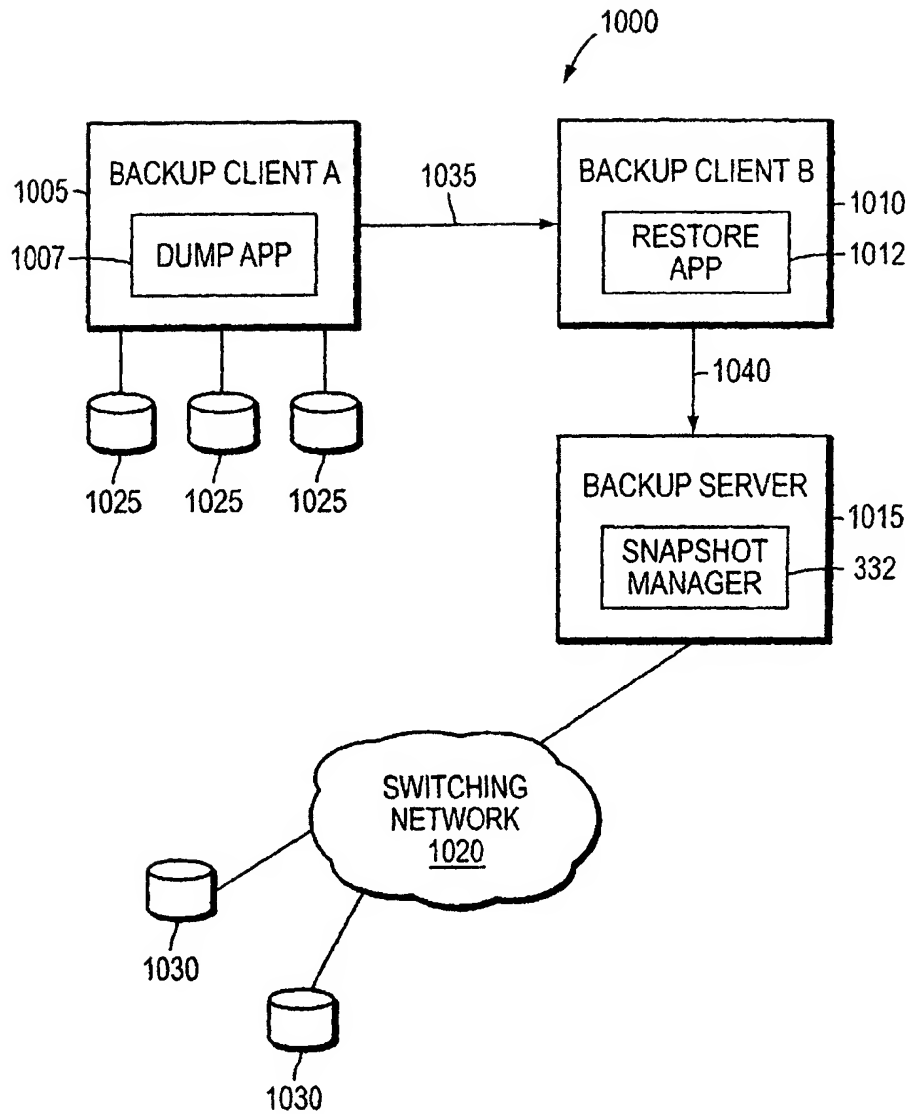 1000
BACKUP CLIENT A
1005
1007
DUMP APP
1035
BACKUP CLIENT B
1010
RESTORE
APP
1012
1025
1025
1025
1040
BACKUP SERVER
1015
SNAPSHOT
MANAGER
332
SWITCHING
NETWORK
1020
1030
1030